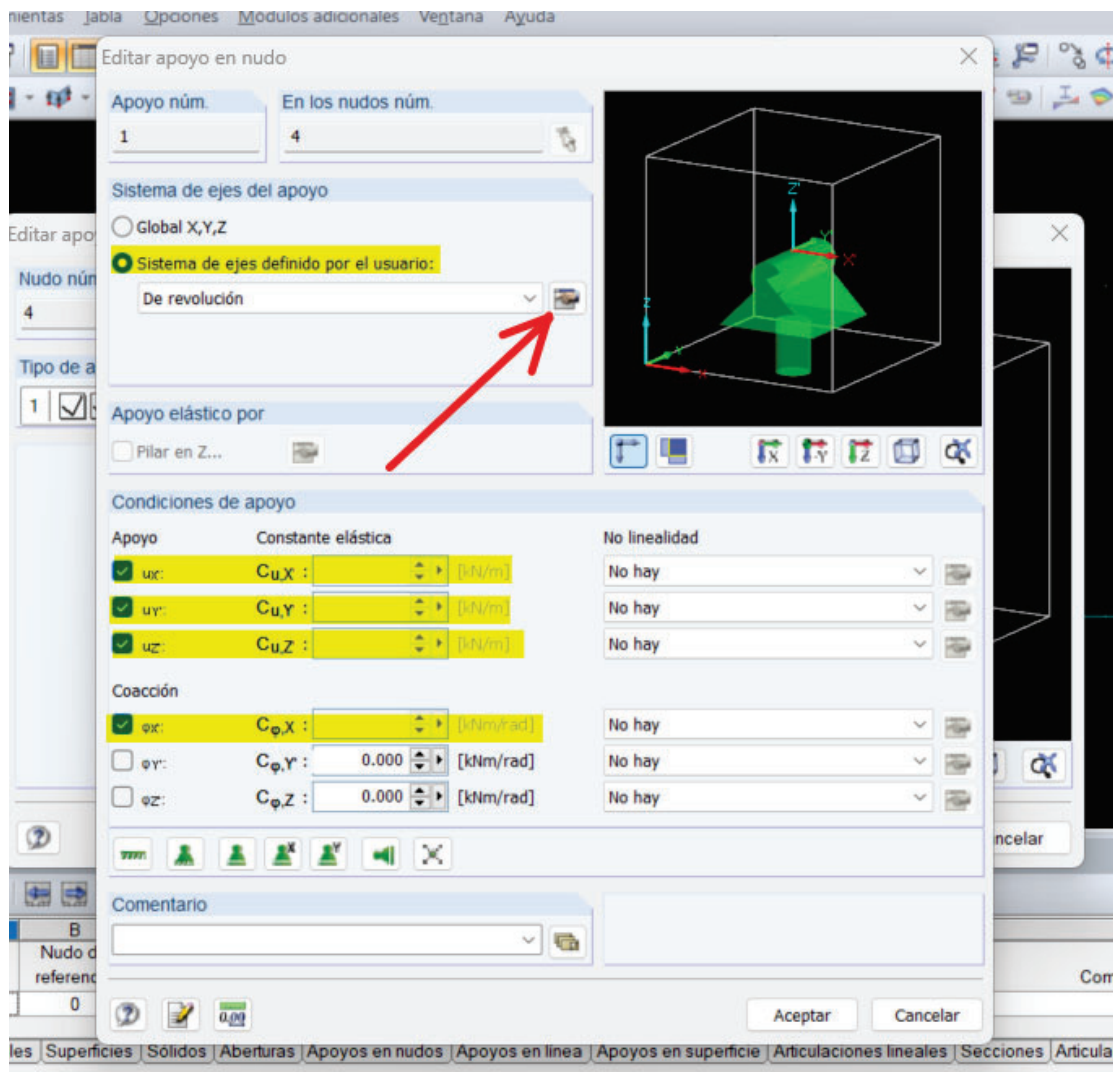 Tabla Opciones Módulos adicionales Ventana Ayuda
Editar apoyo en nudo
Apoyo núm.
En los nudos núm.
1
4
Sistema de ejes del apoyo
Global X,Y,Z
Sistema de ejes definido por el usuario:
De revolución
Apoyo elástico por
Pilar en Z...
Z'
Y'
X'
Z
Y
X
X -Y Z
Condiciones de apoyo
Apoyo Constante elástica No linealidad
uX': Cu,X' : [kN/m] No hay
uY': Cu,Y' : [kN/m] No hay
uZ': Cu,Z' : [kN/m] No hay
Coacción
φX': Cφ,X' : [kNm/rad] No hay
φY': Cφ,Y' : 0.000 [kNm/rad] No hay
φZ': Cφ,Z' : 0.000 [kNm/rad] No hay
X Y
Comentario
0.00
Aceptar Cancelar
Editar apo
Nudo núm
4
Tipo de a
1
ncelar
B
Nudo d
referenc
0
Com
les Superficies Sólidos Aberturas Apoyos en nudos Apoyos en línea Apoyos en superficie Articulaciones lineales Secciones Articula